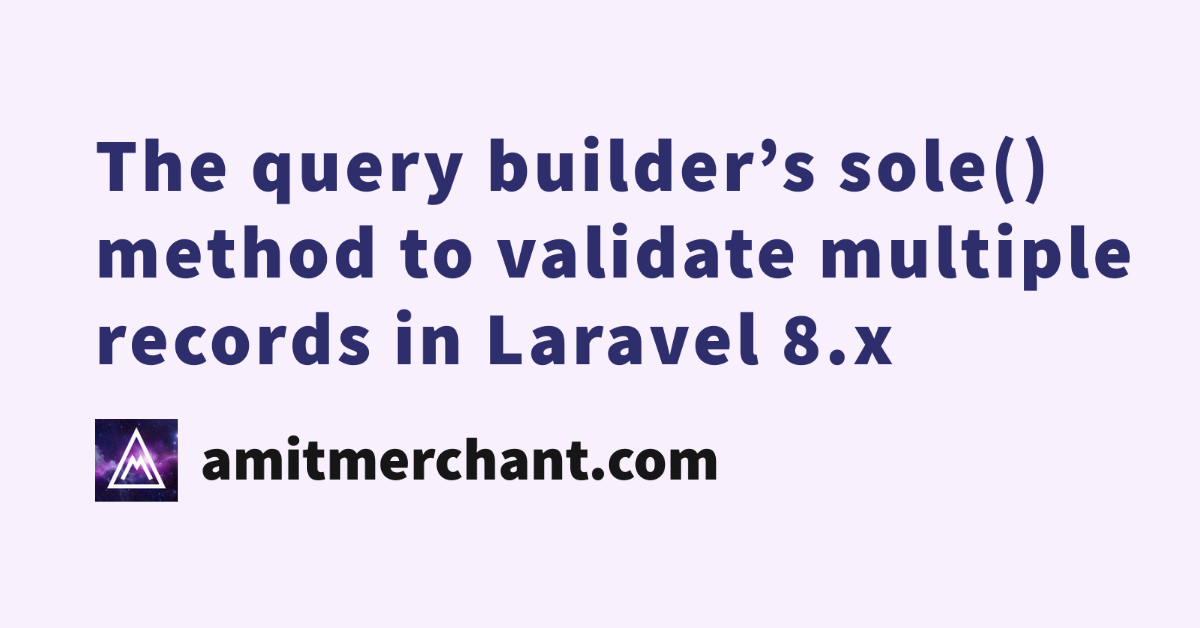 The query builder’s sole()
method to validate multiple
records in Laravel 8.x
amitmerchant.com